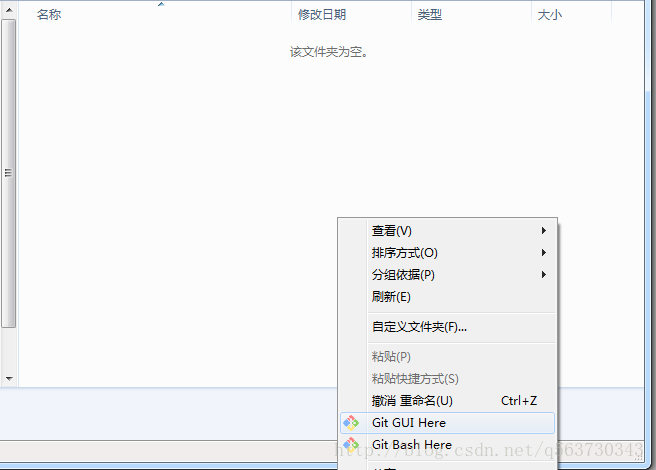 名称 修改日期 类型 大小
该文件夹为空。
查看(V)
排序方式(O)
分组依据(P)
刷新(E)
自定义文件夹(F)...
粘贴(P)
粘贴快捷方式(S)
撤消 重命名(U) Ctrl+Z
Git GUI Here
Git Bash Here
http://blog.csdn.net/q563730343